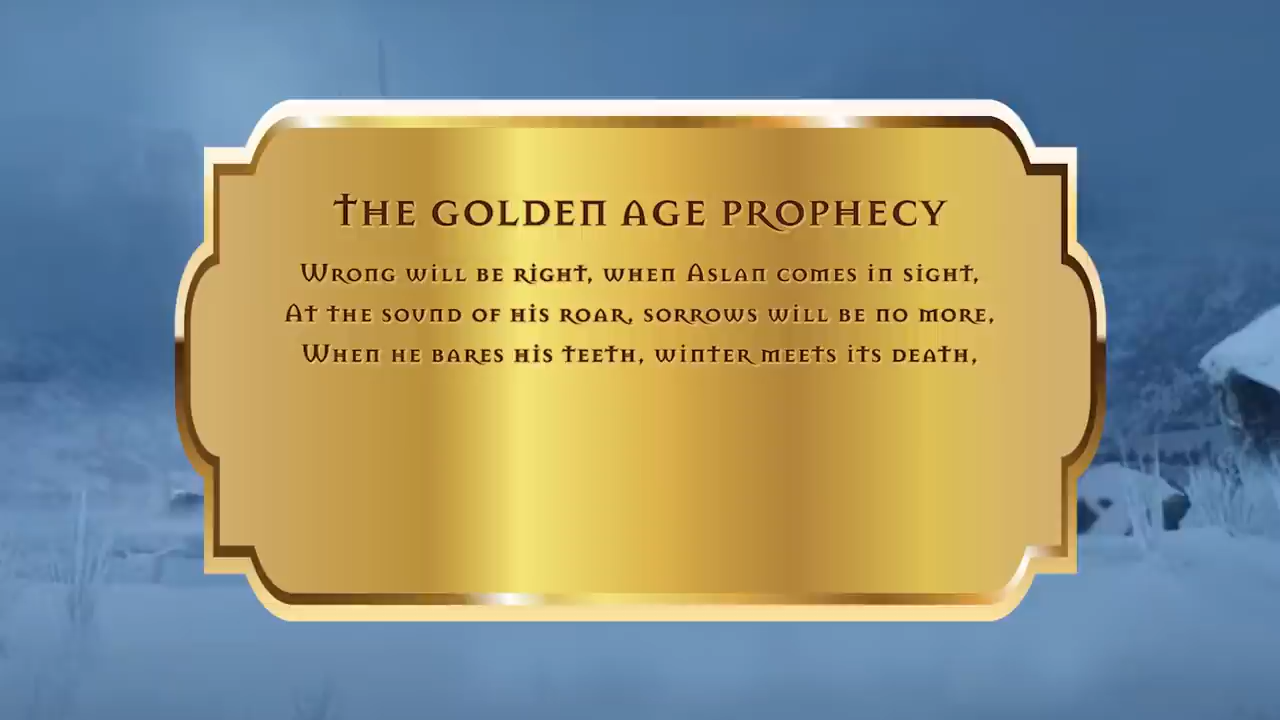 THE GOLDEN AGE PROPHECY
WRONG WILL BE RIGHT, WHEN ASLAN COMES IN SIGHT,
AT THE SOUND OF HIS ROAR, SORROWS WILL BE NO MORE,
WHEN HE BARES HIS TEETH, WINTER MEETS ITS DEATH,